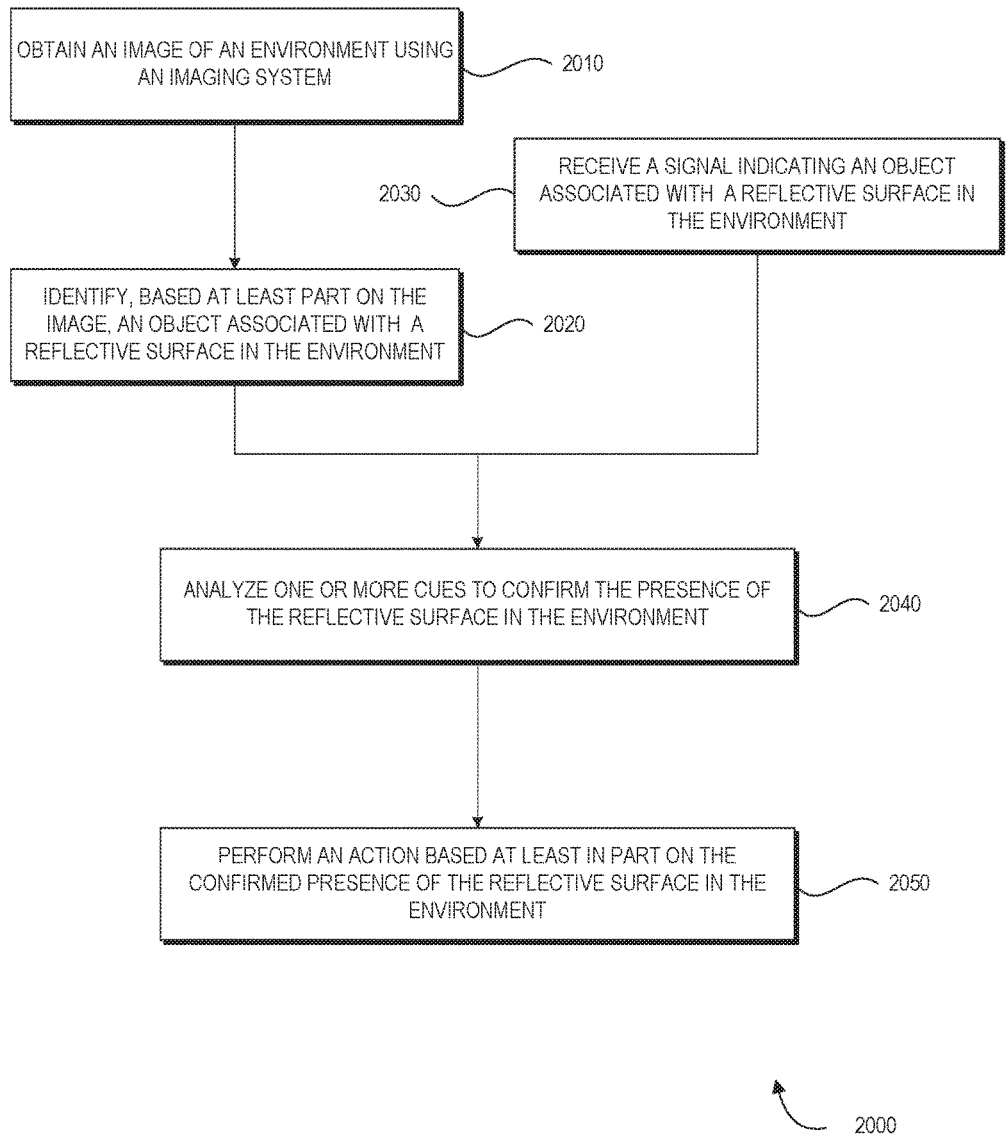 OBTAIN AN IMAGE OF AN ENVIRONMENT USING
AN IMAGING SYSTEM
2010
RECEIVE A SIGNAL INDICATING AN OBJECT
ASSOCIATED WITH A REFLECTIVE SURFACE IN
THE ENVIRONMENT
2030
IDENTIFY, BASED AT LEAST PART ON THE
IMAGE, AN OBJECT ASSOCIATED WITH A
REFLECTIVE SURFACE IN THE ENVIRONMENT
2020
ANALYZE ONE OR MORE CUES TO CONFIRM THE PRESENCE OF
THE REFLECTIVE SURFACE IN THE ENVIRONMENT
2040
PERFORM AN ACTION BASED AT LEAST IN PART ON THE
CONFIRMED PRESENCE OF THE REFLECTIVE SURFACE IN THE
ENVIRONMENT
2050
2000